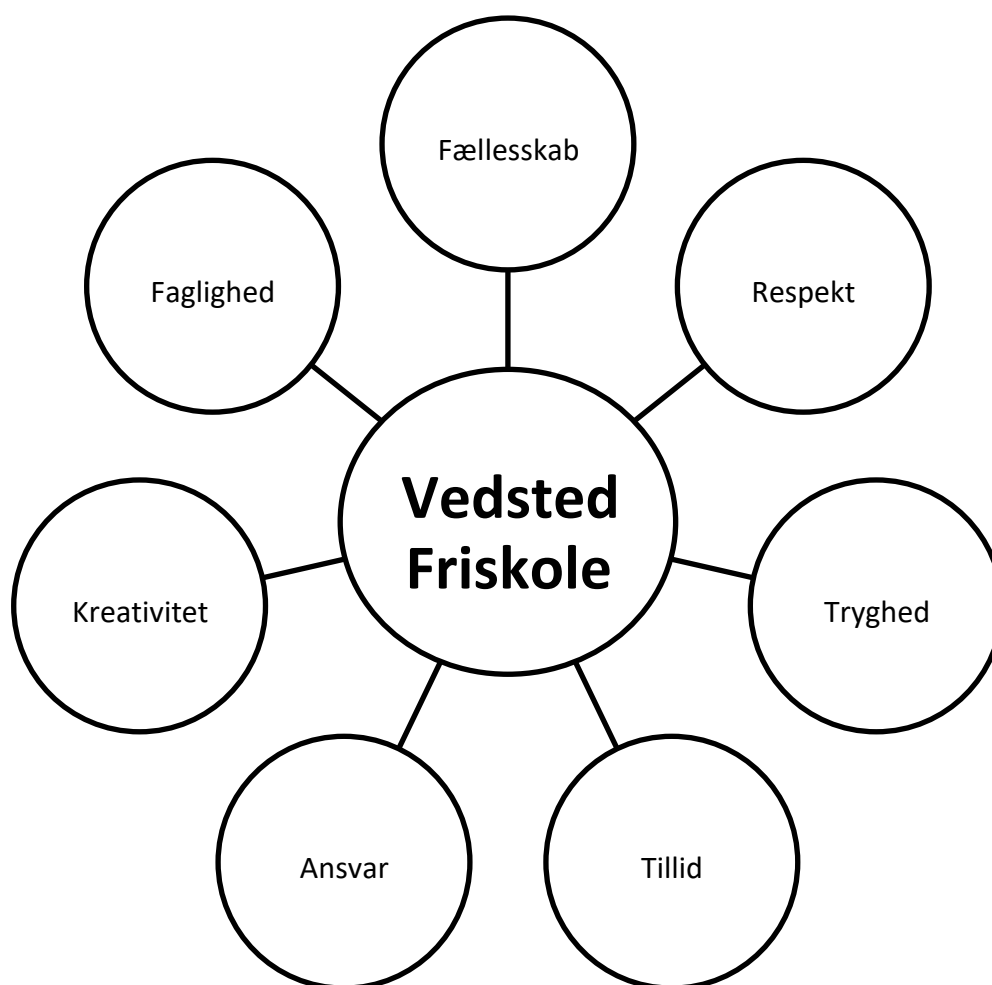 Fællesskab
Faglighed
Respekt
Vedsted
Friskole
Kreativitet
Tryghed
Ansvar
Tillid